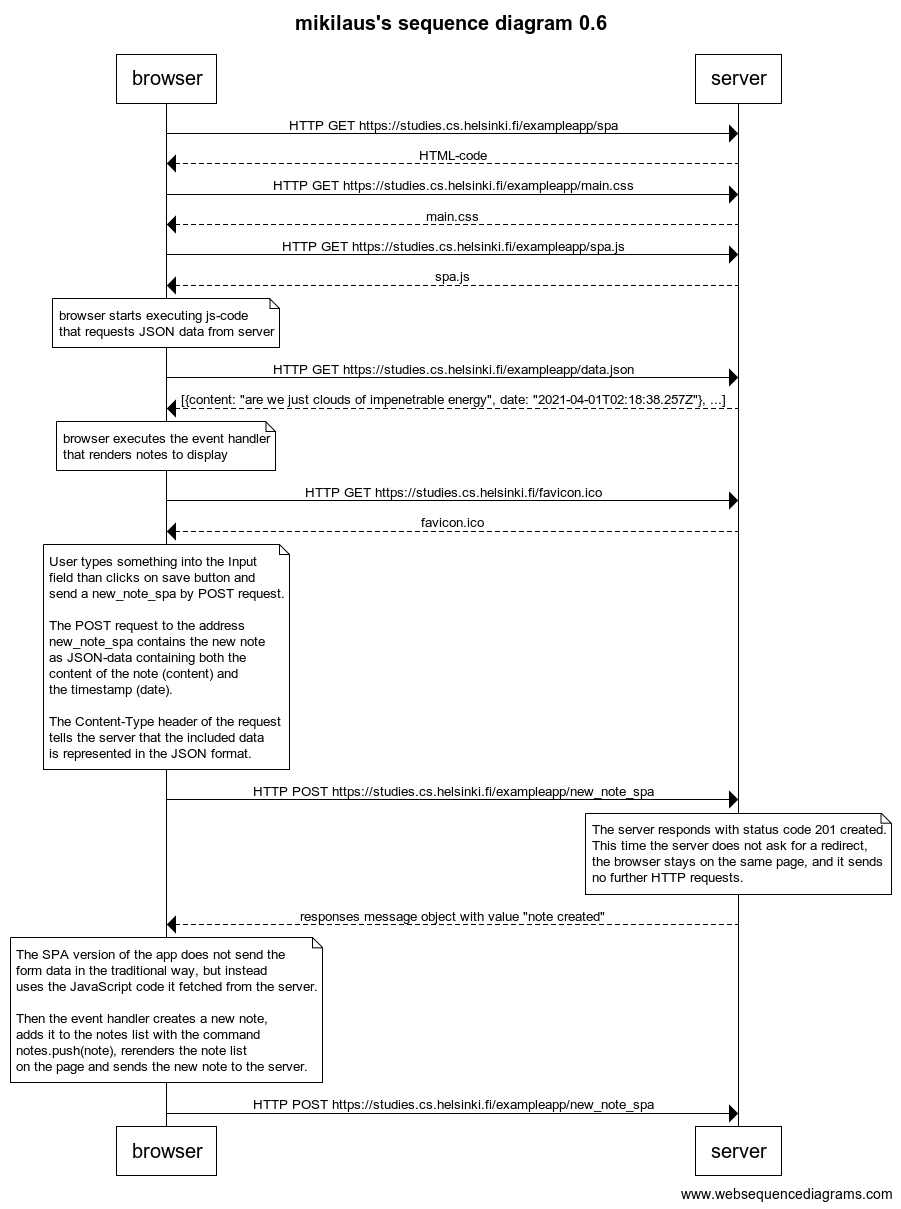 mikilaus's sequence diagram 0.6
browser
server
HTTP GET https://studies.cs.helsinki.fi/exampleapp/spa
HTML-code
HTTP GET https://studies.cs.helsinki.fi/exampleapp/main.css
main.css
HTTP GET https://studies.cs.helsinki.fi/exampleapp/spa.js
spa.js
browser starts executing js-code
that requests JSON data from server
HTTP GET https://studies.cs.helsinki.fi/exampleapp/data.json
[{content: "are we just clouds of impenetrable energy", date: "2021-04-01T02:18:38.257Z"}, ...]
browser executes the event handler
that renders notes to display
HTTP GET https://studies.cs.helsinki.fi/favicon.ico
favicon.ico
User types something into the Input
field than clicks on save button and
send a new_note_spa by POST request.
The POST request to the address
new_note_spa contains the new note
as JSON-data containing both the
content of the note (content) and
the timestamp (date).
The Content-Type header of the request
tells the server that the included data
is represented in the JSON format.
HTTP POST https://studies.cs.helsinki.fi/exampleapp/new_note_spa
The server responds with status code 201 created.
This time the server does not ask for a redirect,
the browser stays on the same page, and it sends
no further HTTP requests.
responses message object with value "note created"
The SPA version of the app does not send the
form data in the traditional way, but instead
uses the JavaScript code it fetched from the server.
Then the event handler creates a new note,
adds it to the notes list with the command
notes.push(note), rerenders the note list
on the page and sends the new note to the server.
HTTP POST https://studies.cs.helsinki.fi/exampleapp/new_note_spa
browser
server
www.websequencediagrams.com